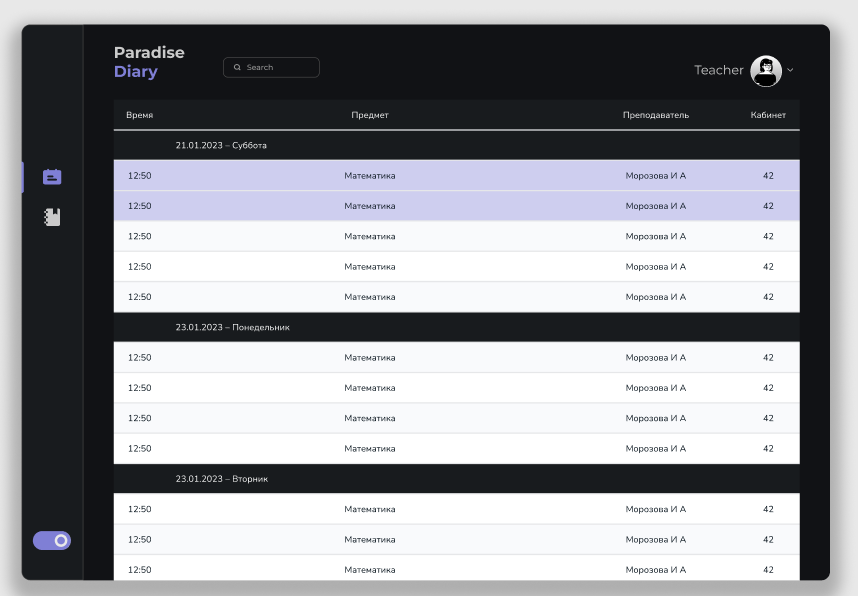 Paradise
Diary
Search
Teacher
Время Предмет Преподаватель Кабинет
21.01.2023 – Суббота
12:50 Математика Морозова И А 42
12:50 Математика Морозова И А 42
12:50 Математика Морозова И А 42
12:50 Математика Морозова И А 42
12:50 Математика Морозова И А 42
23.01.2023 – Понедельник
12:50 Математика Морозова И А 42
12:50 Математика Морозова И А 42
12:50 Математика Морозова И А 42
12:50 Математика Морозова И А 42
23.01.2023 – Вторник
12:50 Математика Морозова И А 42
12:50 Математика Морозова И А 42
12:50 Математика Морозова И А 42